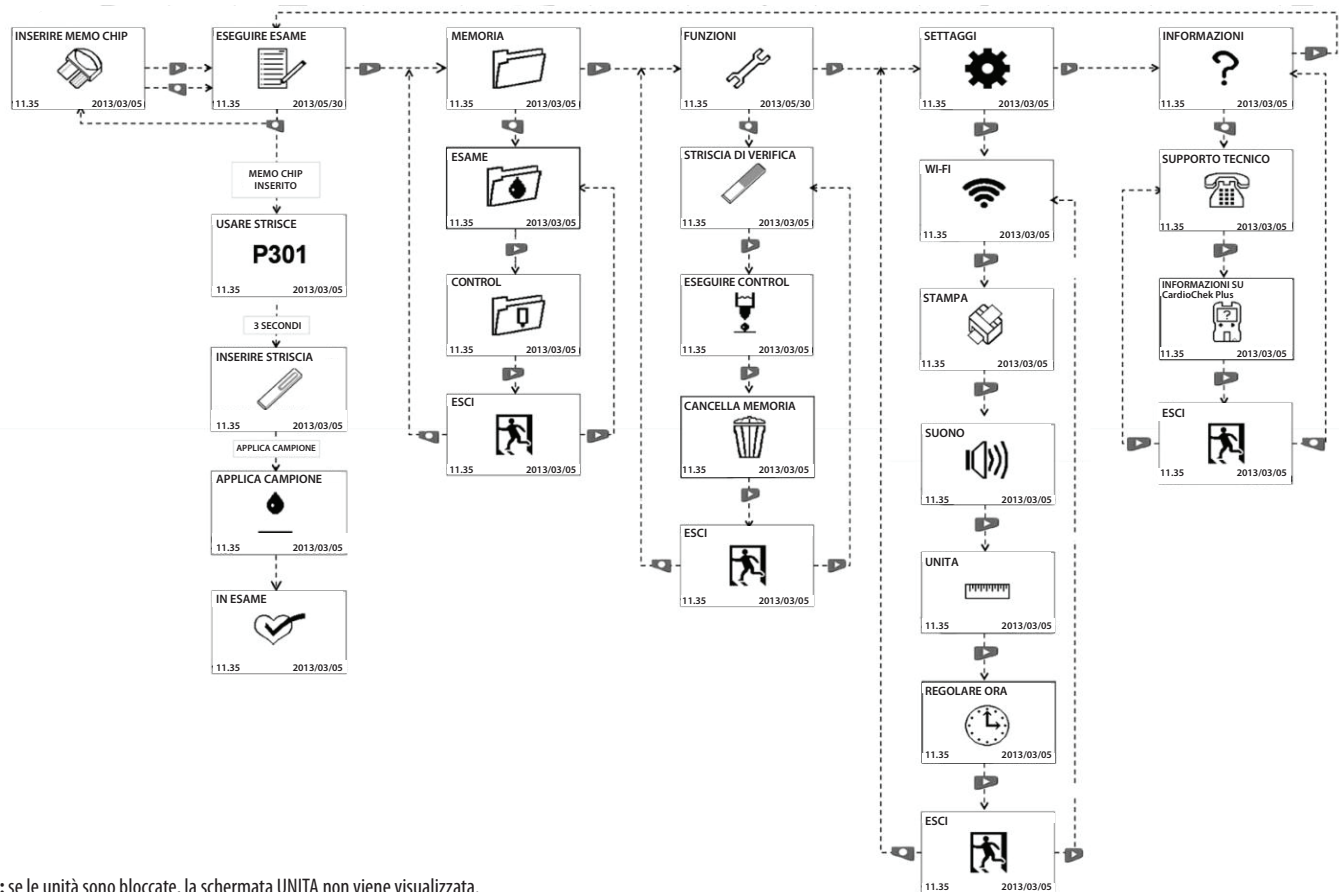 INSERIRE MEMO CHIP
11.35 2013/03/05
ESEGUIRE ESAME
11.35 2013/05/30
MEMORIA
11.35 2013/03/05
FUNZIONI
11.35 2013/05/30
SETTAGGI
11.35 2013/03/05
INFORMAZIONI
?
11.35 2013/03/05
MEMO CHIP
INSERITO
USARE STRISCE
P301
11.35 2013/03/05
3 SECONDI
INSERIRE STRISCIA
11.35 2013/03/05
APPLICA CAMPIONE
APPLICA CAMPIONE
11.35 2013/03/05
IN ESAME
11.35 2013/03/05
ESAME
11.35 2013/03/05
CONTROL
11.35 2013/03/05
ESCI
11.35 2013/03/05
STRISCIA DI VERIFICA
11.35 2013/03/05
ESEGUIRE CONTROL
11.35 2013/03/05
CANCELLA MEMORIA
11.35 2013/03/05
ESCI
11.35 2013/03/05
WI-FI
11.35 2013/03/05
STAMPA
11.35 2013/03/05
SUONO
11.35 2013/03/05
UNITA
11.35 2013/03/05
REGOLARE ORA
11.35 2013/03/05
ESCI
11.35 2013/03/05
SUPPORTO TECNICO
11.35 2013/03/05
INFORMAZIONI SU
CardioChek Plus
?
11.35 2013/03/05
ESCI
11.35 2013/03/05
: se le unità sono bloccate, la schermata UNITA non viene visualizzata.